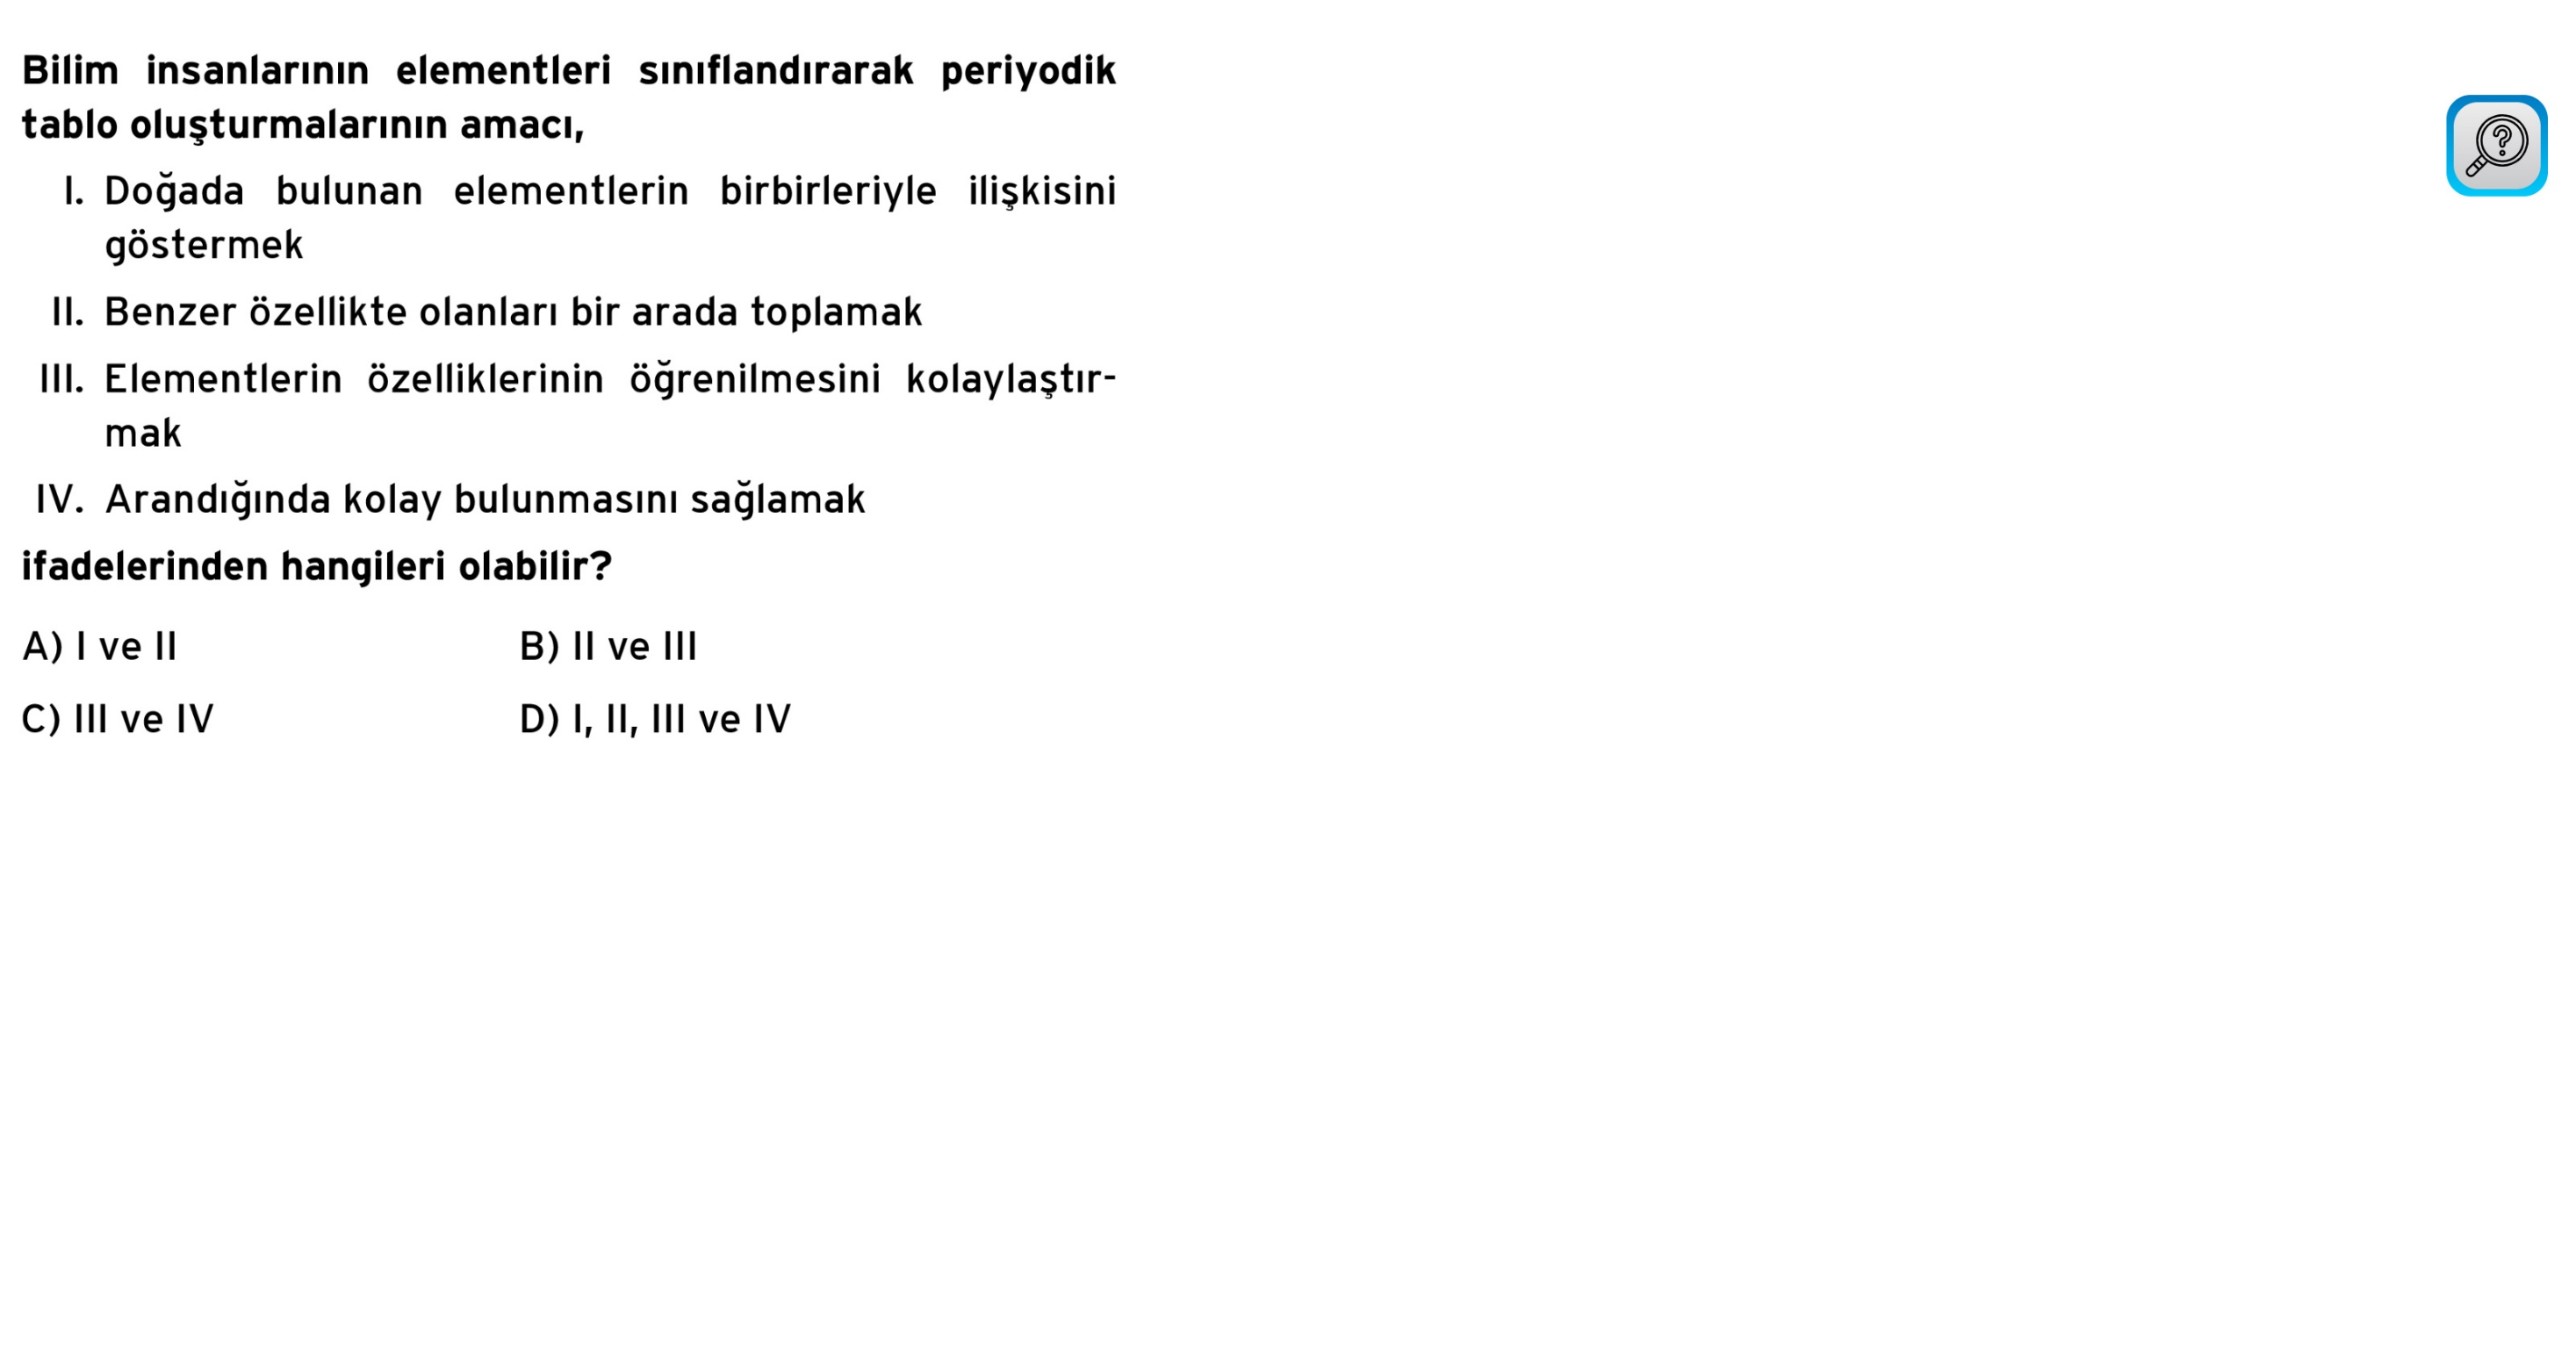 Bilim insanlarının elementleri sınıflandırarak periyodik
tablo oluşturmalarının amacı,
I. Doğada bulunan elementlerin birbirleriyle ilişkisini
göstermek
II. Benzer özellikte olanları bir arada toplamak
III. Elementlerin özelliklerinin öğrenilmesini kolaylaştır-
mak
IV. Arandığında kolay bulunmasını sağlamak
ifadelerinden hangileri olabilir?
A) I ve II B) II ve III
C) III ve IV D) I, II, III ve IV